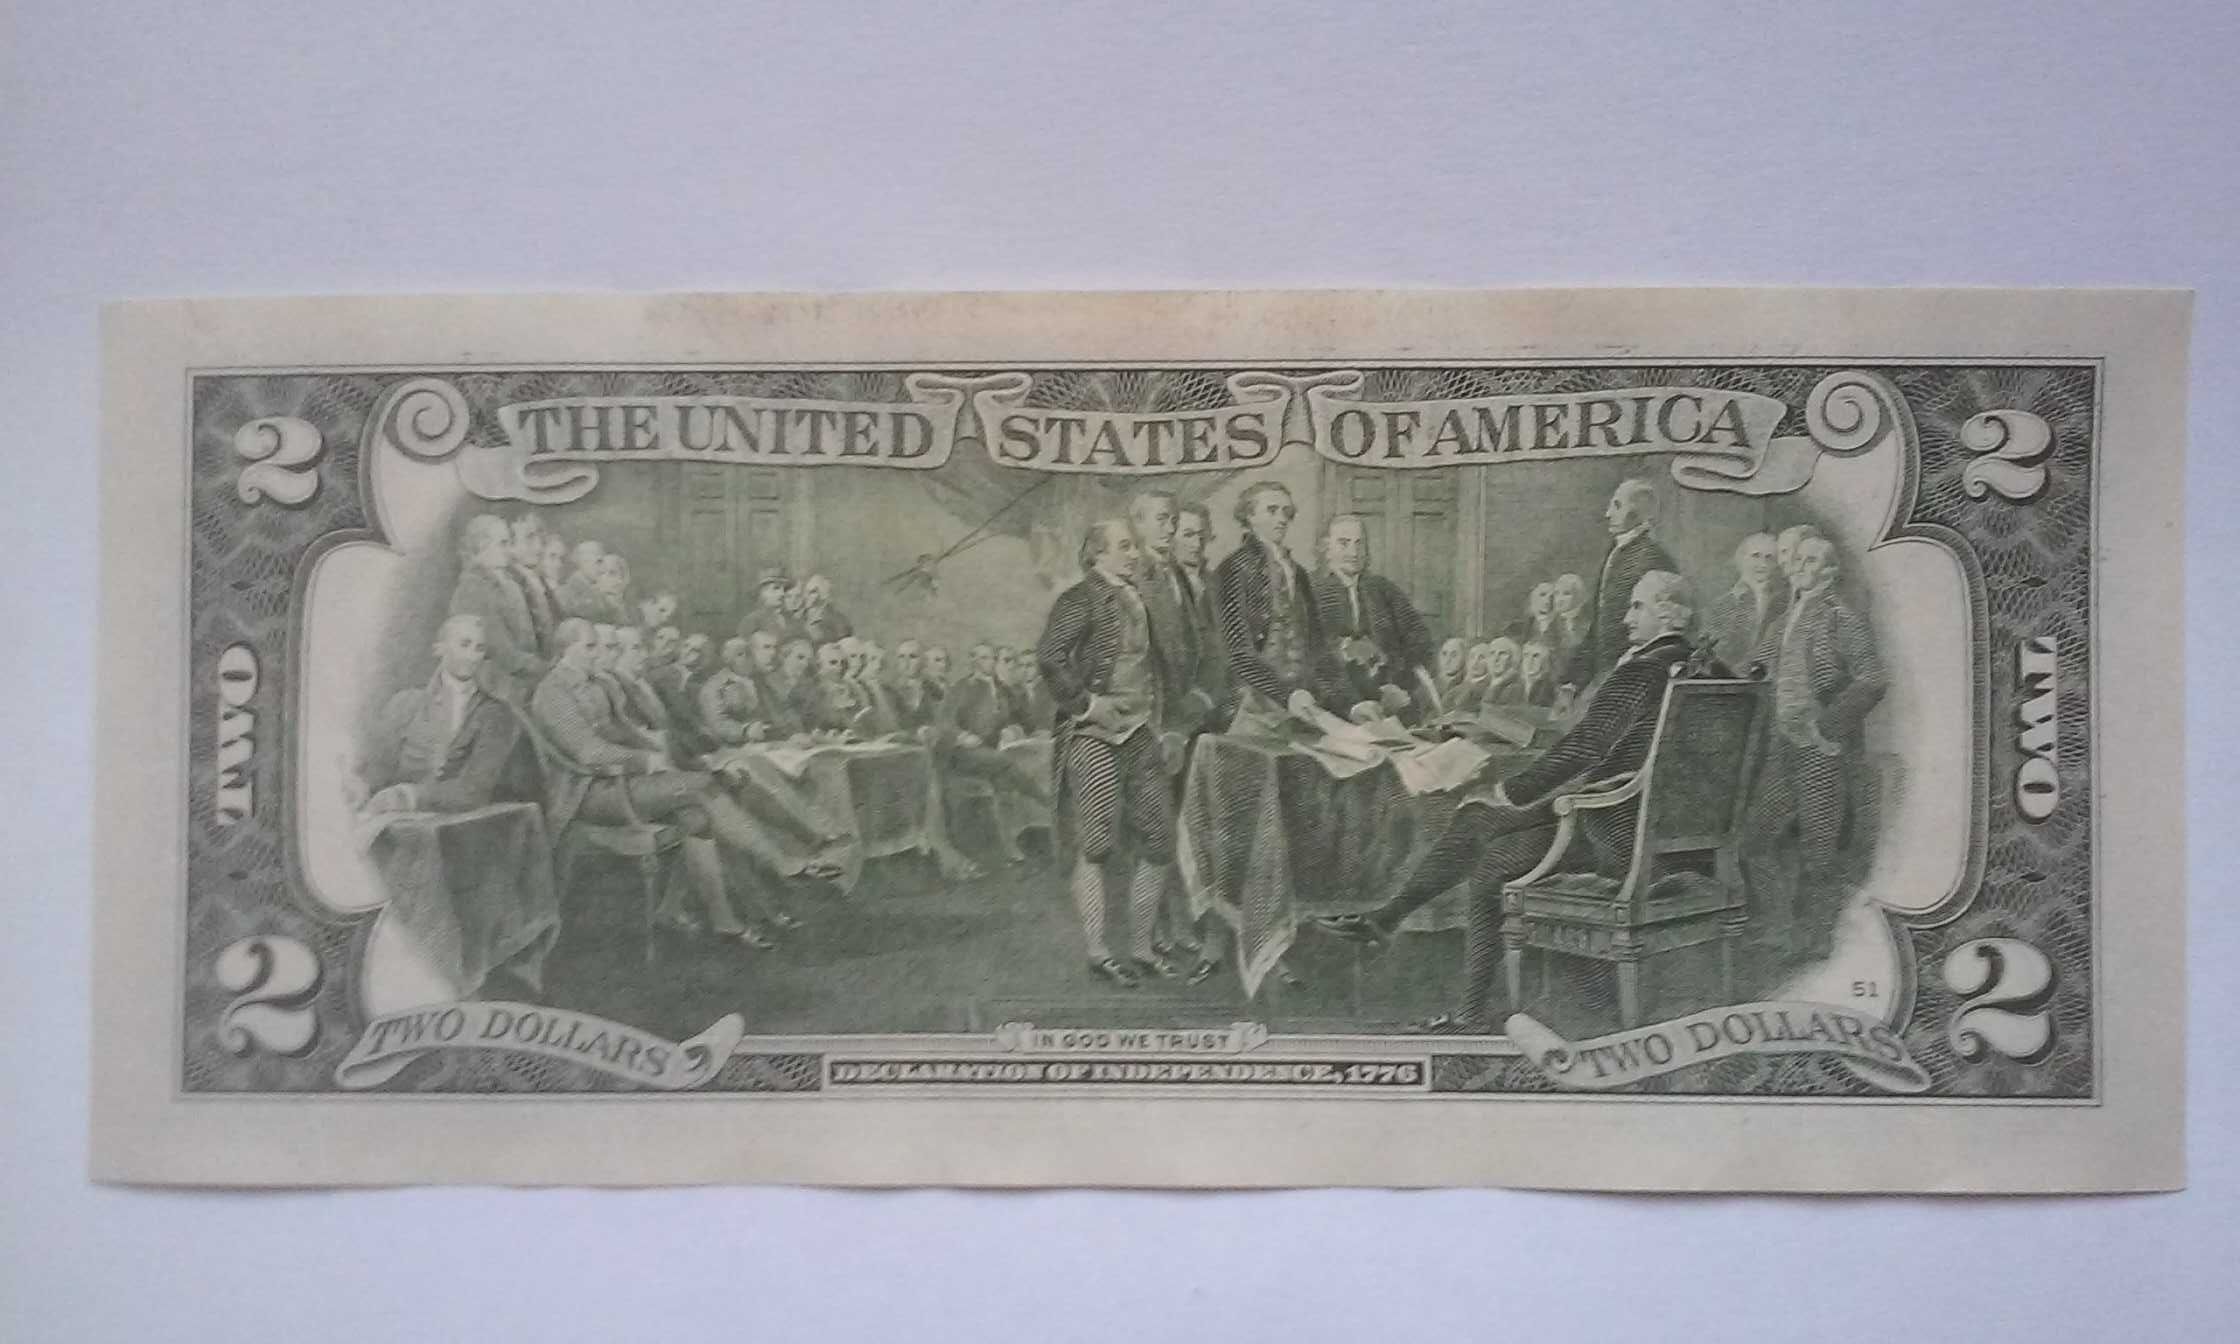 THE UNITED STATES OF AMERICA
2
2
TWO
TWO
2
2
51
TWO DOLLARS
TWO DOLLARS
IN GOD WE TRUST
DECLARATION OF INDEPENDENCE, 1776